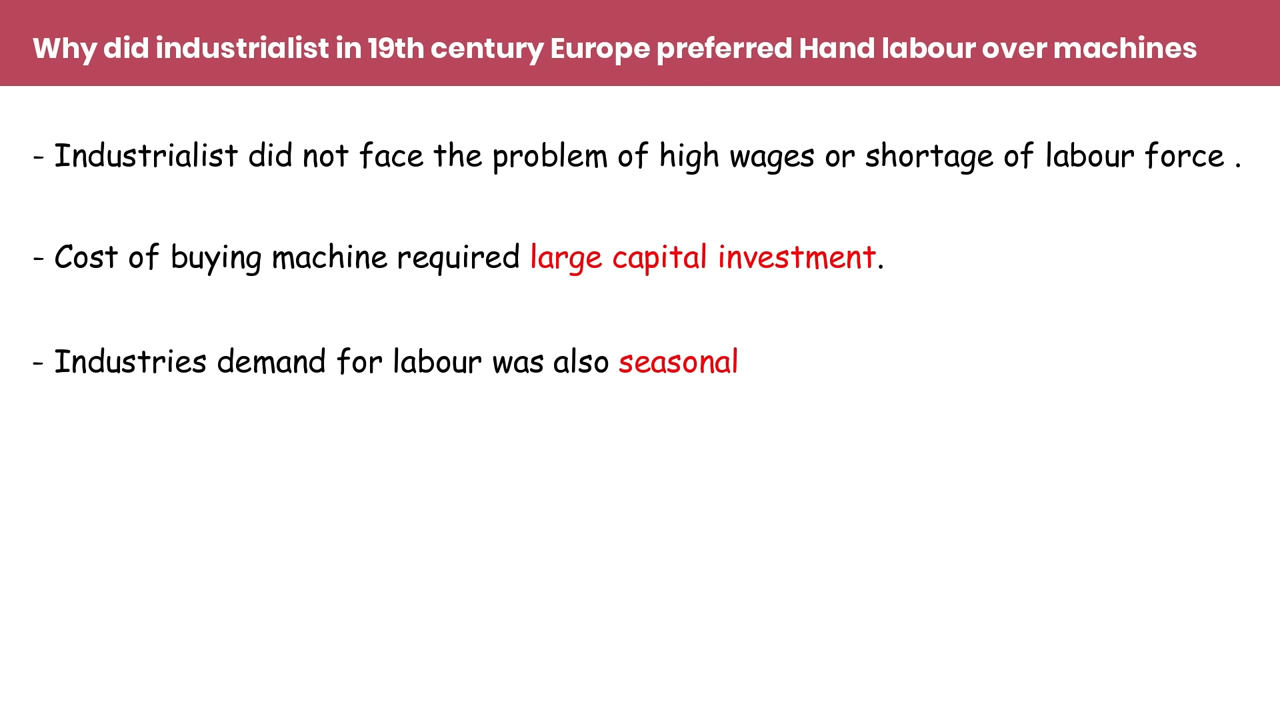 Why did industrialist in 19th century Europe preferred Hand labour over machines
- Industrialist did not face the problem of high wages or shortage of labour force .
- Cost of buying machine required large capital investment.
- Industries demand for labour was also seasonal